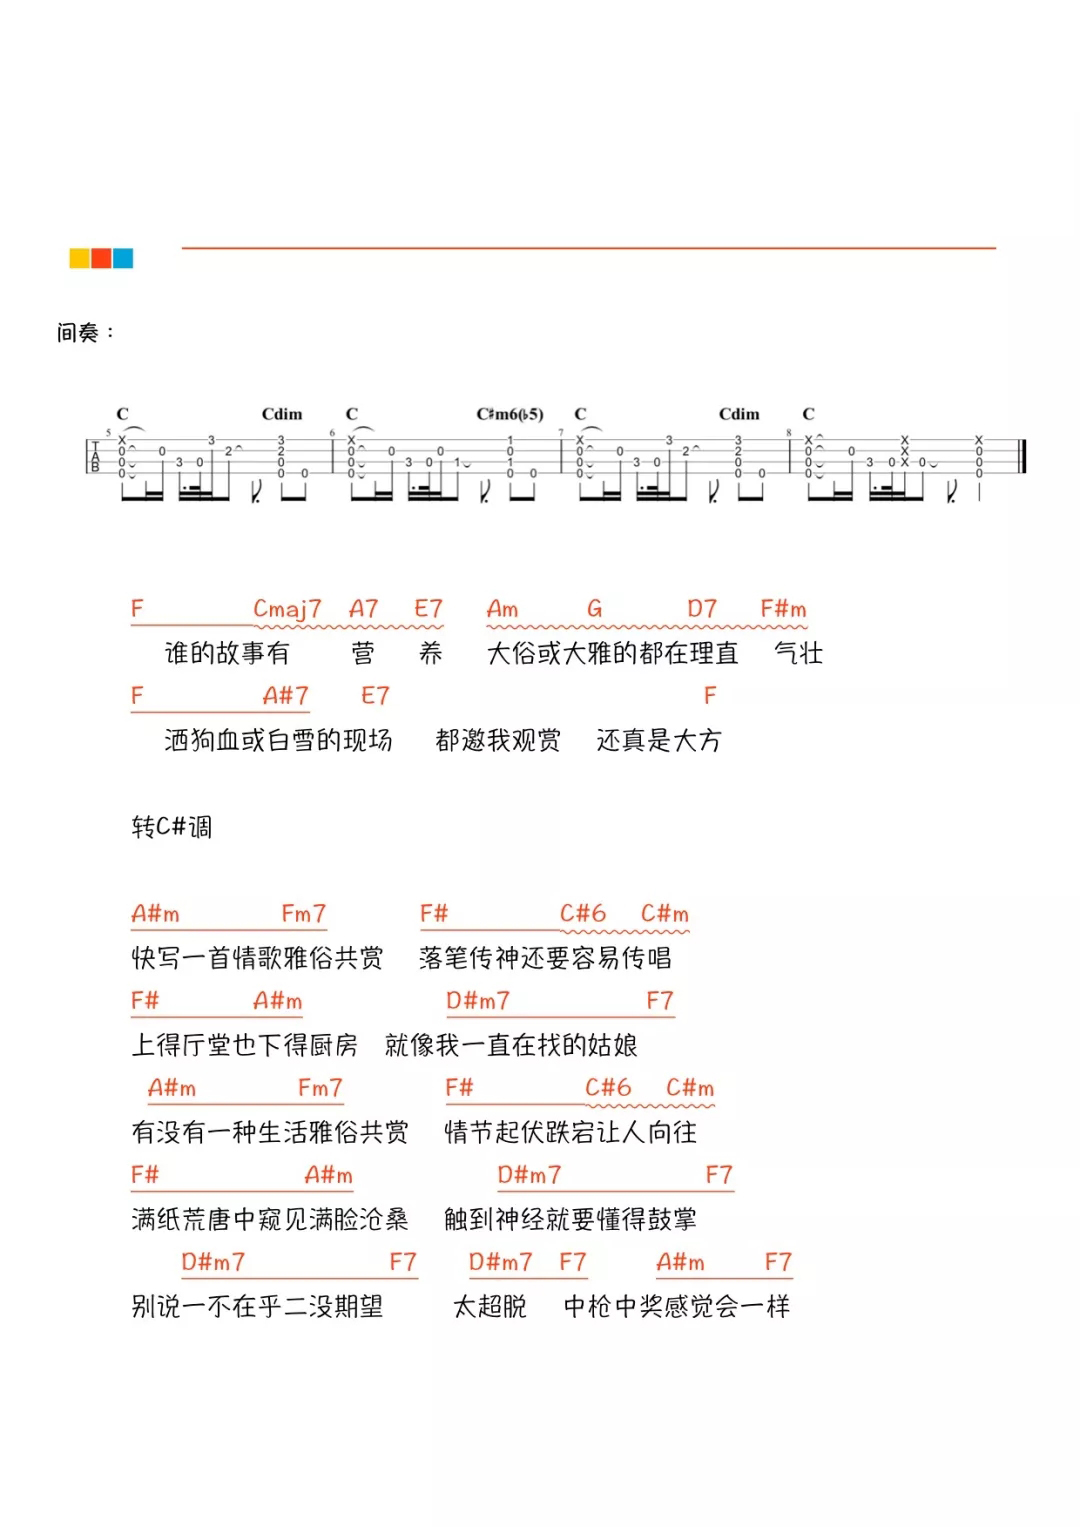 间奏：
C Cdim C C♯m6(♭5) C Cdim C
F Cmaj7 A7 E7 Am G D7 F#m
谁的故事有 营 养 大俗或大雅的都在理直 气壮
F A#7 E7 F
洒狗血或白雪的现场 都邀我观赏 还真是大方
转C#调
A#m Fm7 F# C#6 C#m
快写一首情歌雅俗共赏 落笔传神还要容易传唱
F# A#m D#m7 F7
上得厅堂也下得厨房 就像我一直在找的姑娘
A#m Fm7 F# C#6 C#m
有没有一种生活雅俗共赏 情节起伏跌宕让人向往
F# A#m D#m7 F7
满纸荒唐中窥见满脸沧桑 触到神经就要懂得鼓掌
D#m7 F7 D#m7 F7 A#m F7
别说一不在乎二没期望 太超脱 中枪中奖感觉会一样